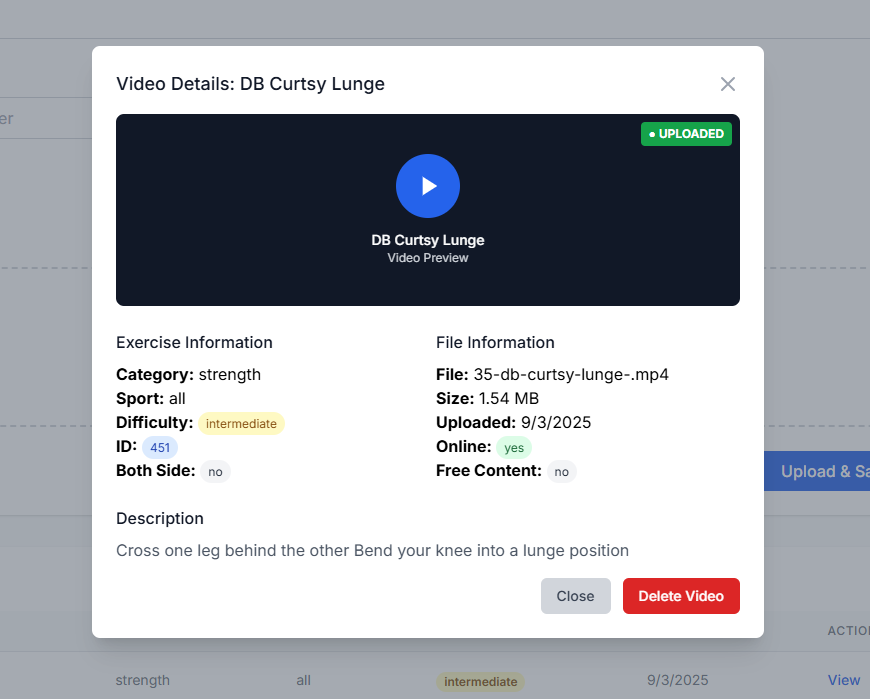 er
Video Details: DB Curtsy Lunge
UPLOADED
DB Curtsy Lunge
Video Preview
Exercise Information
Category: strength
Sport: all
Difficulty: intermediate
ID: 451
Both Side: no
File Information
File: 35-db-curtsy-lunge-.mp4
Size: 1.54 MB
Uploaded: 9/3/2025
Online: yes
Free Content: no
Upload & Sa
Description
Cross one leg behind the other Bend your knee into a lunge position
Close
Delete Video
ACTIO
strength all intermediate 9/3/2025 View